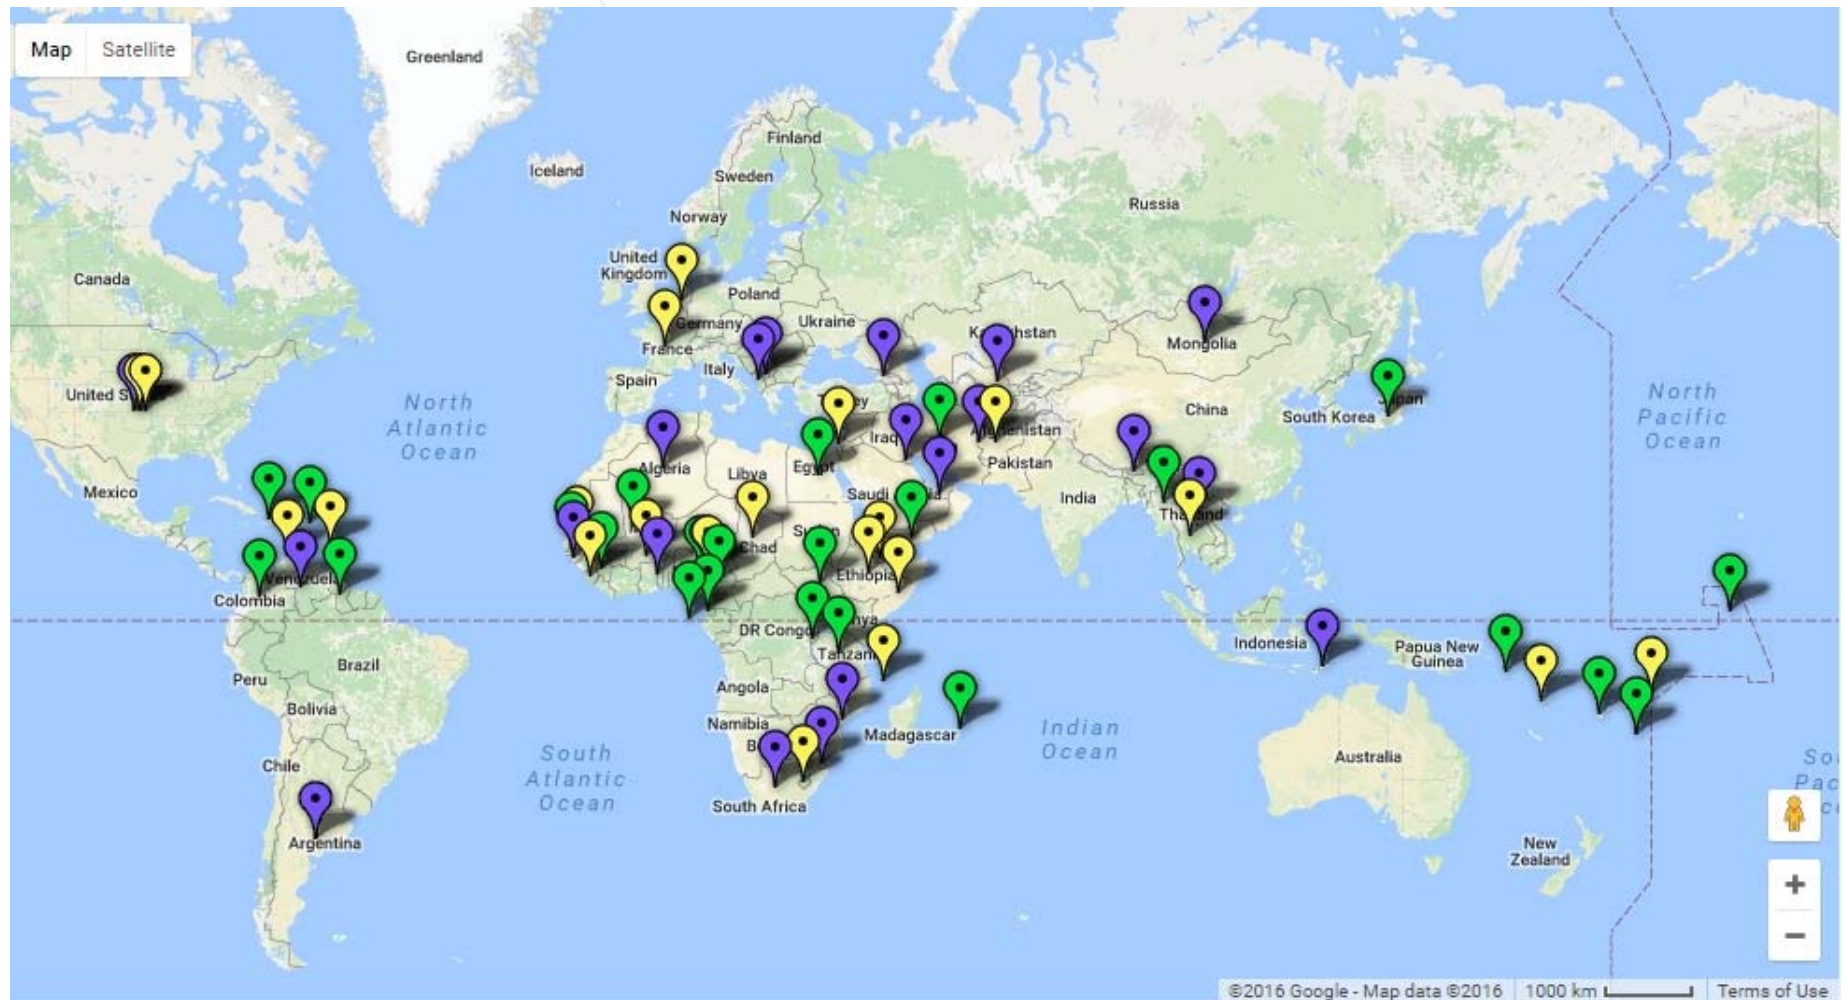 Map Satellite
Greenland
Finland
Iceland
Sweden
Russia
Norway
United
Kingdom
Canada
Poland
Ukraine
Germany
Mongolia
France
Italy
Spain
United
China
South Korea
North
Atlantic
Ocean
North
Pacific
Ocean
Iraq
Algeria
Libya
Egypt
Pakistan
Mexico
India
Saudi
Chad
Ethiopia
Venezuela
Colombia
DR Congo
Indonesia
Papua New
Guinea
Brazil
Peru
Angola
Bolivia
Namibia
Madagascar
Indian
Ocean
Australia
Chile
South
Atlantic
Ocean
South Africa
Argentina
New
Zealand
+
−
©2016 Google - Map data ©2016 1000 km Terms of Use